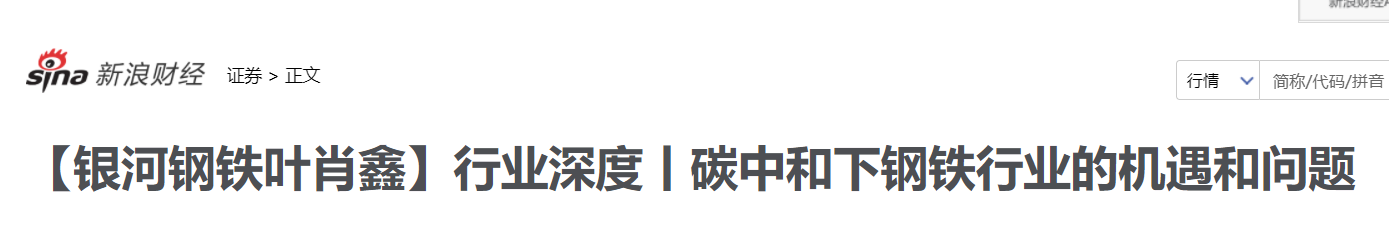 新浪财经
sina 新浪财经 证券 > 正文
行情 简称/代码/拼音
【银河钢铁叶肖鑫】行业深度丨碳中和下钢铁行业的机遇和问题